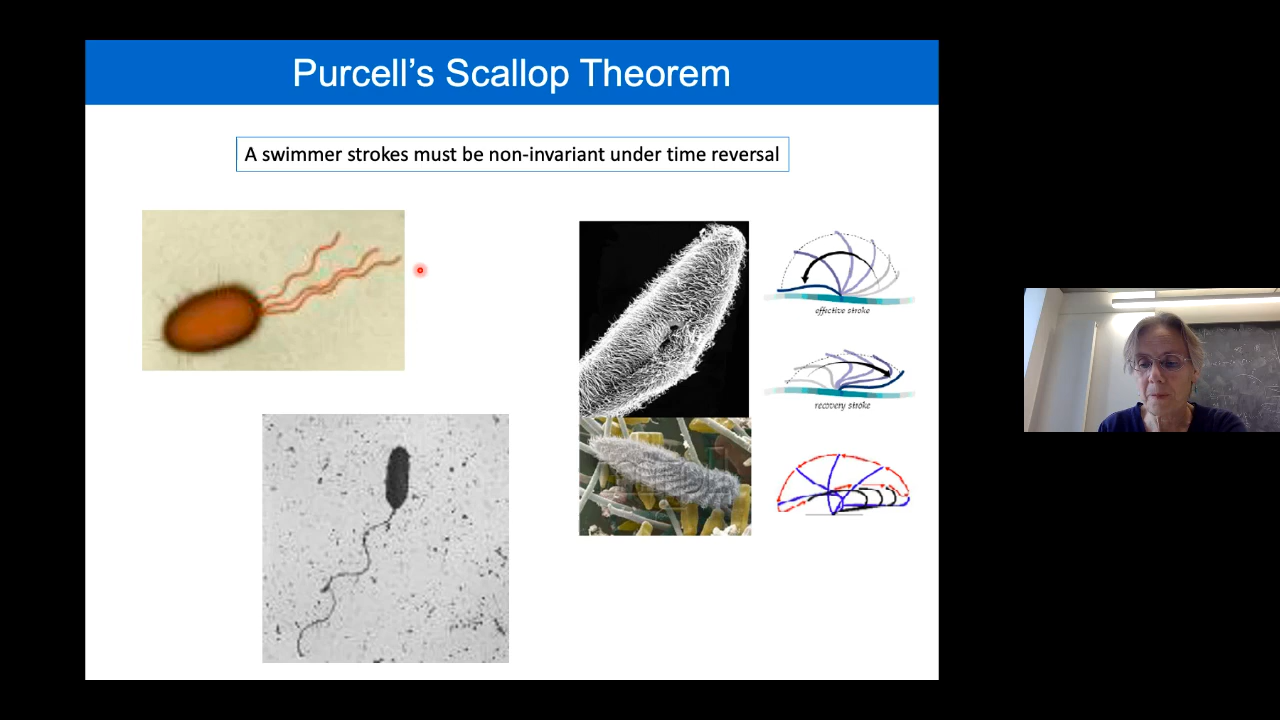 Purcell’s Scallop Theorem
A swimmer strokes must be non-invariant under time reversal
effective stroke
recovery stroke